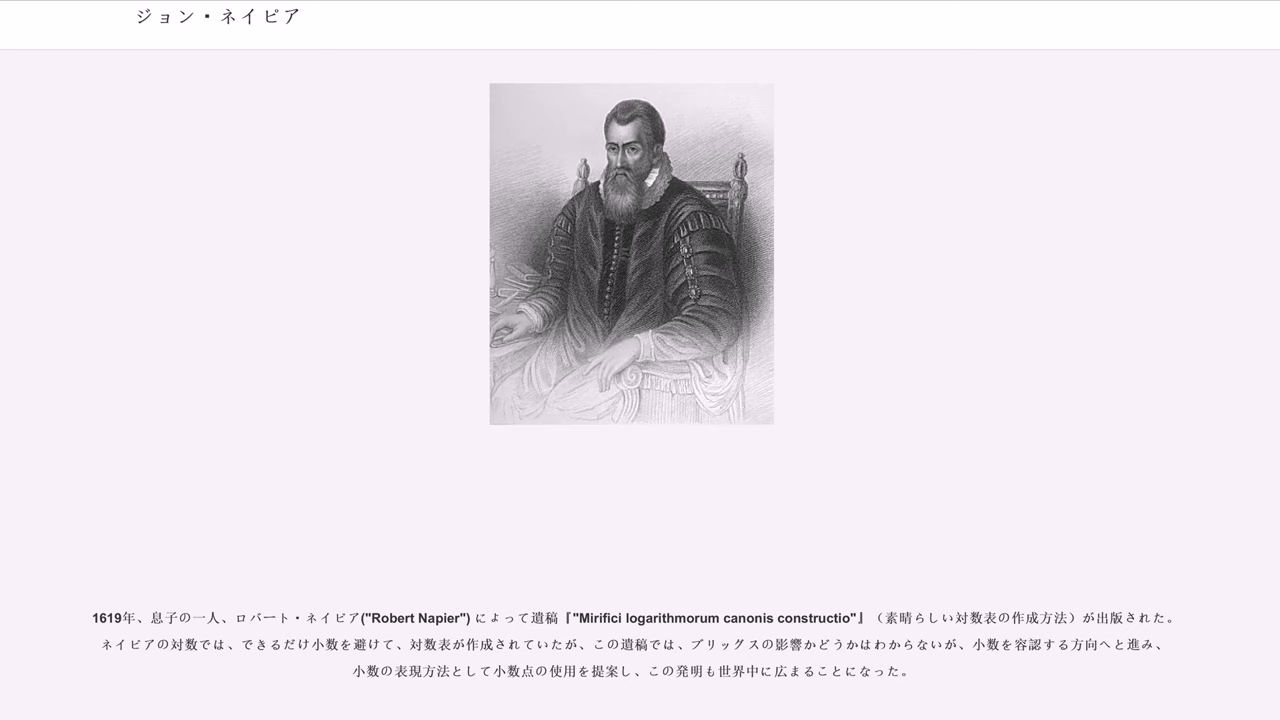 ジョン・ネイピア
1619年、息子の一人、ロバート・ネイピア("Robert Napier") によって遺稿『"Mirifici logarithmorum canonis constructio"』（素晴らしい対数表の作成方法）が出版された。
ネイピアの対数では、できるだけ小数を避けて、対数表が作成されていたが、この遺稿では、ブリッグスの影響かどうかはわからないが、小数を容認する方向へと進み、
小数の表現方法として小数点の使用を提案し、この発明も世界中に広まることになった。